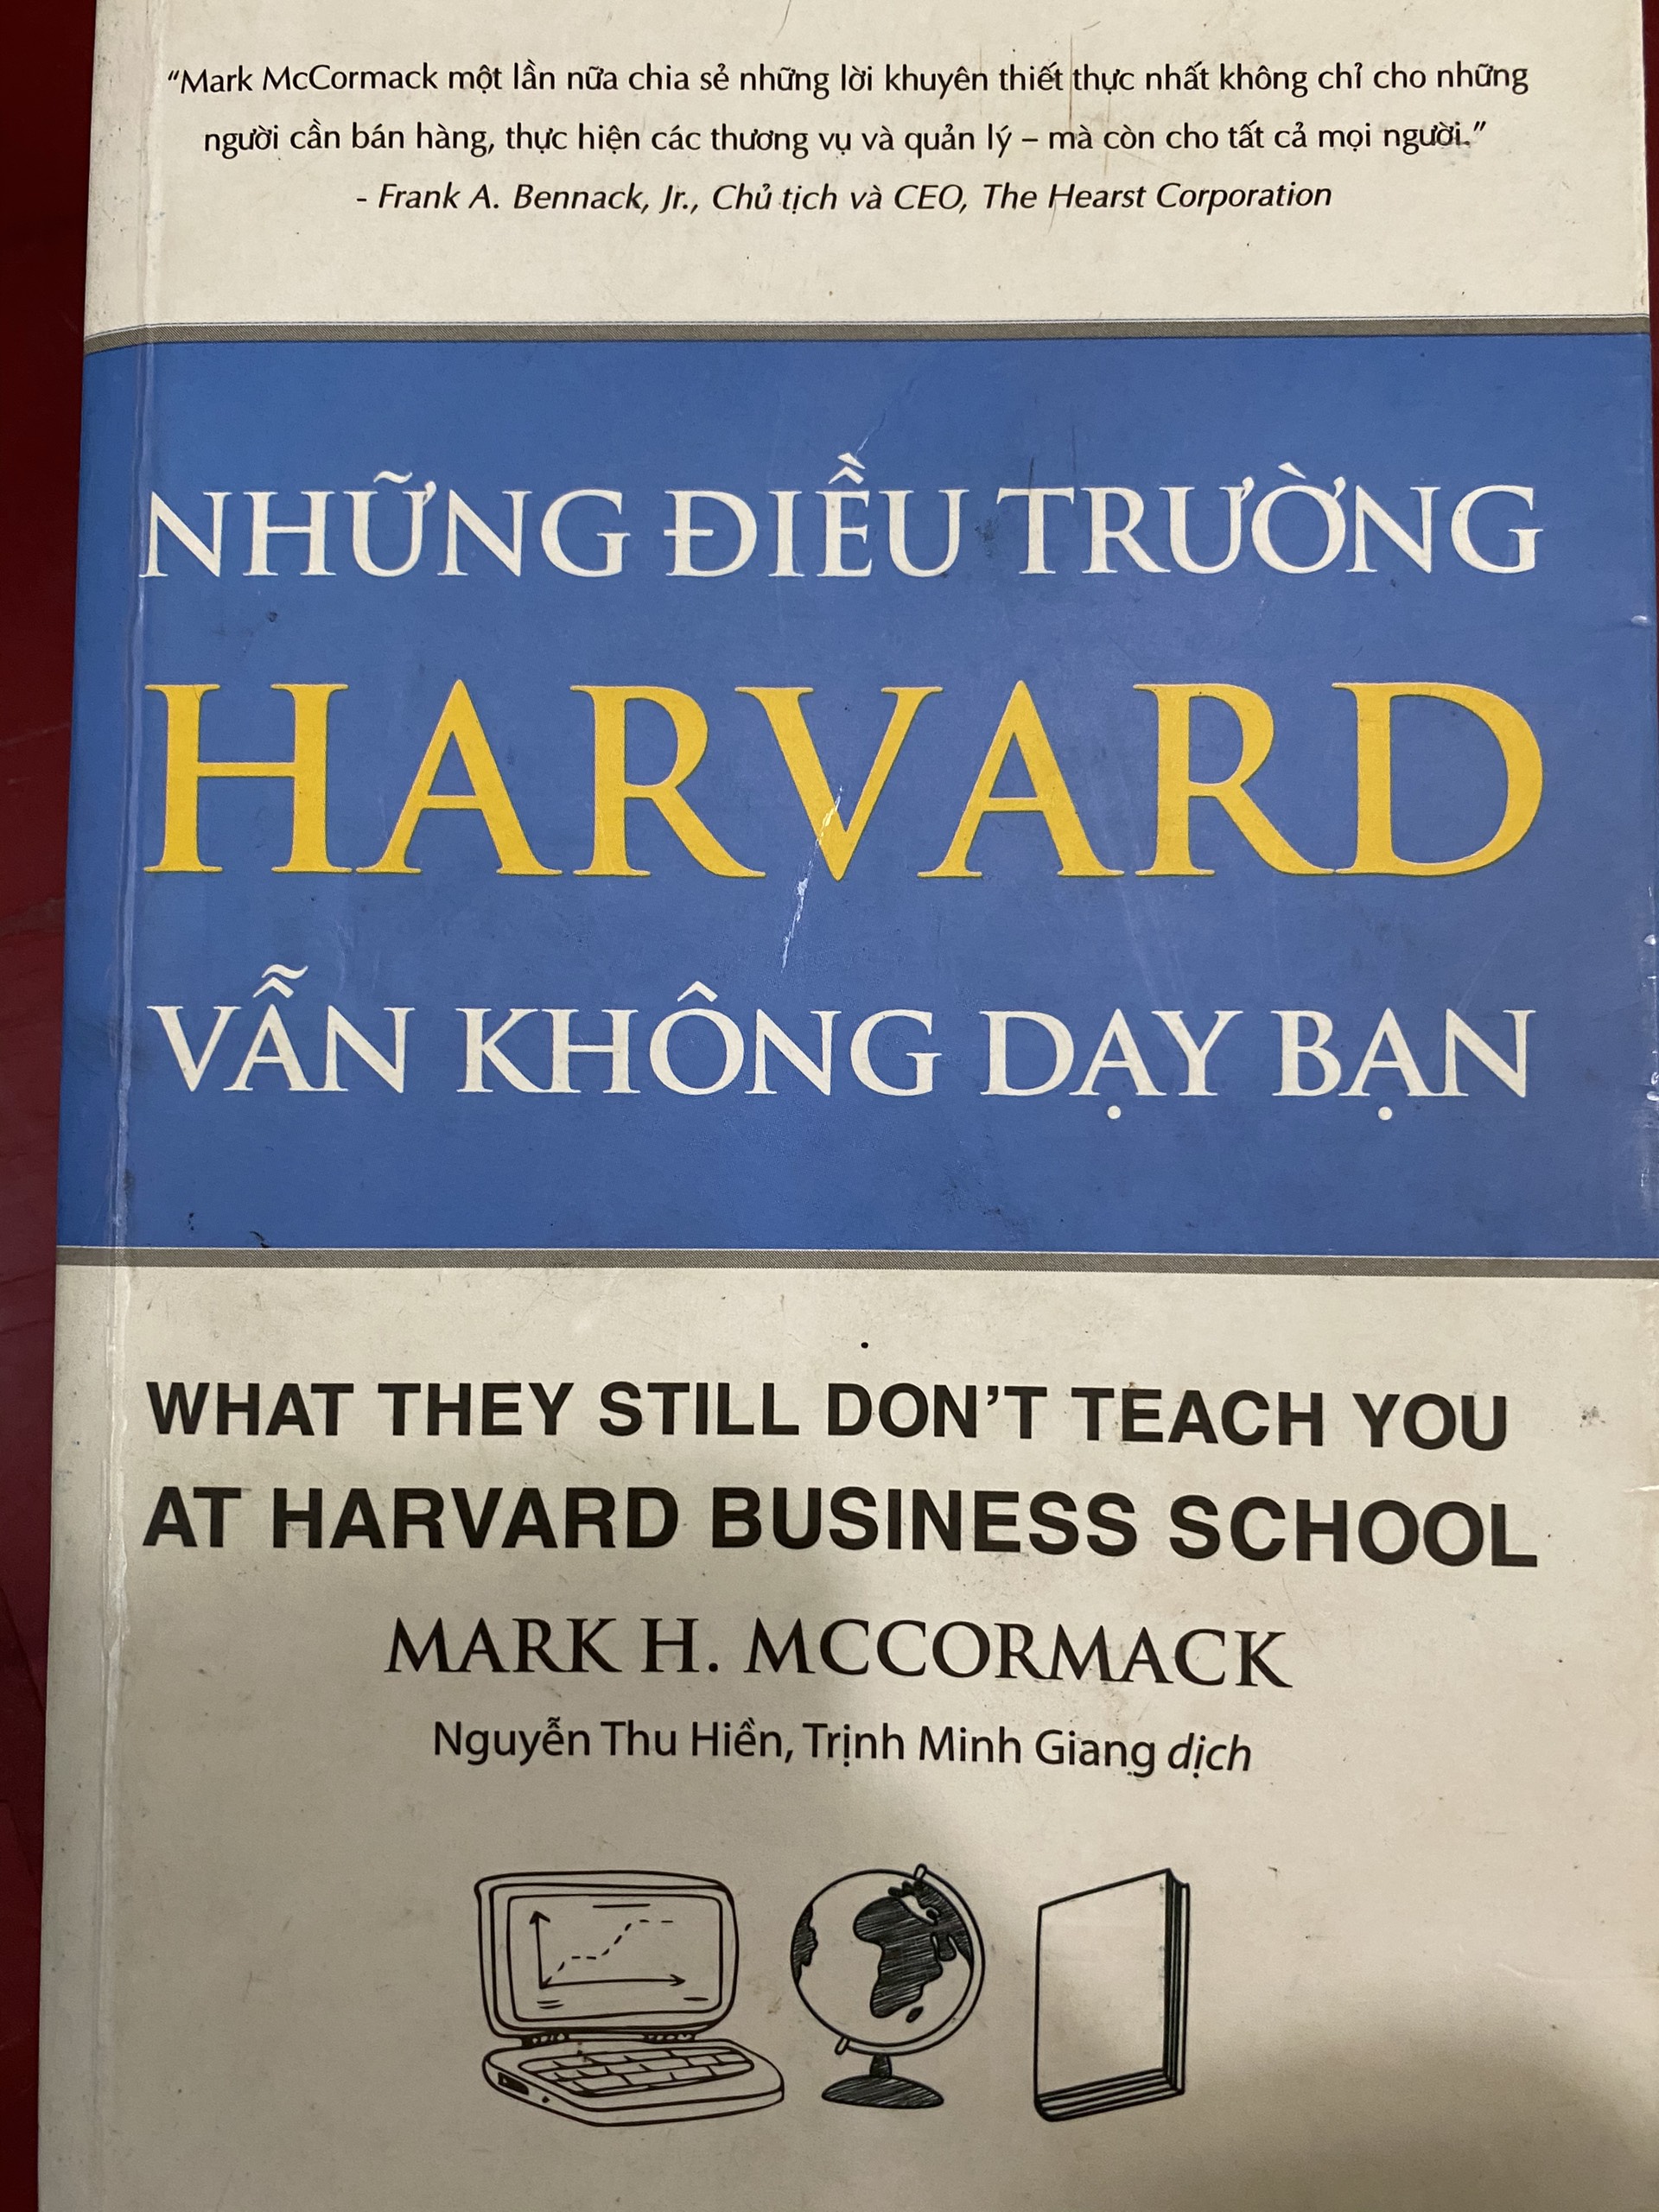 “Mark McCormack một lần nữa chia sẻ những lời khuyên thiết thực nhất không chỉ cho những
người cần bán hàng, thực hiện các thương vụ và quản lý – mà còn cho tất cả mọi người.”
- Frank A. Bennack, Jr., Chủ tịch và CEO, The Hearst Corporation
NHỮNG ĐIỀU TRƯỜNG
HARVARD
VẪN KHÔNG DẠY BẠN
WHAT THEY STILL DON’T TEACH YOU
AT HARVARD BUSINESS SCHOOL
MARK H. MCCORMACK
Nguyễn Thu Hiền, Trịnh Minh Giang dịch